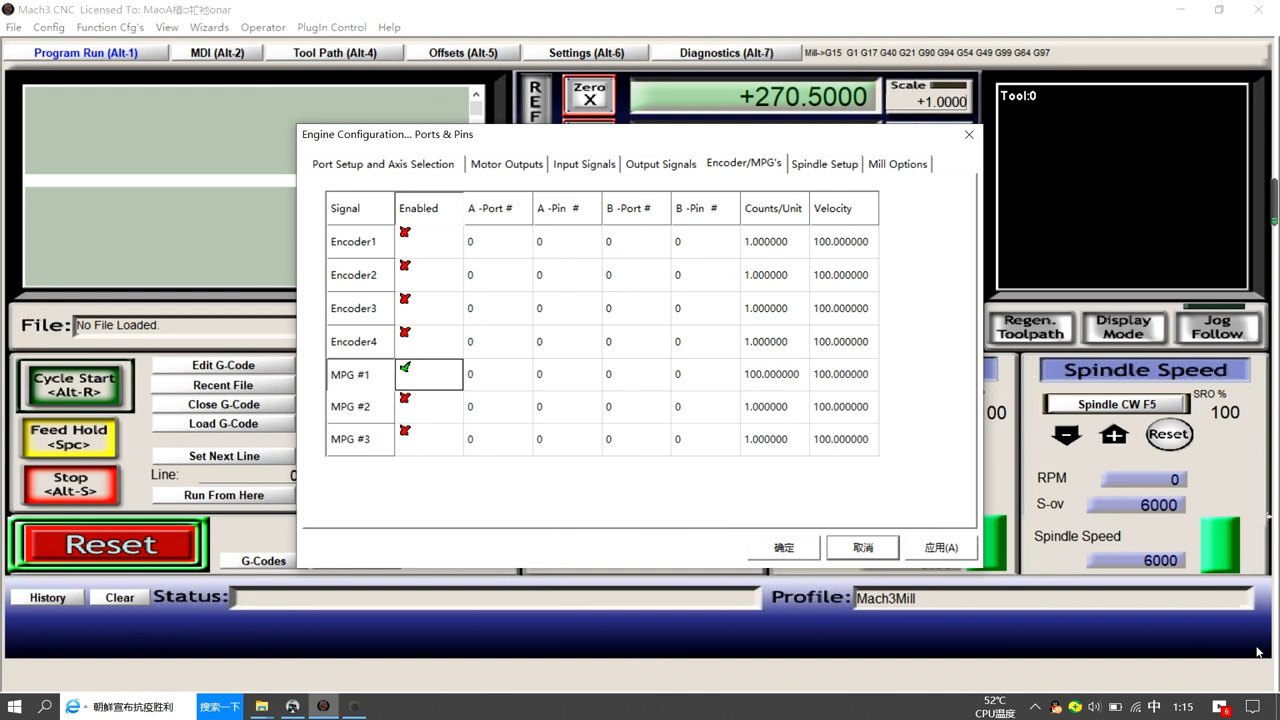 Mach3 CNC Licensed To: MaoA
File Config Function Cfg's View Wizards Operator PlugIn Control Help
Program Run (Alt-1) MDI (Alt-2) Tool Path (Alt-4) Offsets (Alt-5) Settings (Alt-6) Diagnostics (Alt-7) Mill->G15 G1 G17 G40 G21 G90 G94 G54 G49 G99 G64 G97
REF
Zero X +270.5000 Scale +1.0000
Tool:0
Engine Configuration... Ports & Pins
Port Setup and Axis Selection Motor Outputs Input Signals Output Signals Encoder/MPG's Spindle Setup Mill Options
Signal Enabled A -Port # A -Pin # B -Port # B -Pin # Counts/Unit Velocity
Encoder1 0 0 0 0 1.000000 100.000000
Encoder2 0 0 0 0 1.000000 100.000000
Encoder3 0 0 0 0 1.000000 100.000000
Encoder4 0 0 0 0 1.000000 100.000000
MPG #1 0 0 0 0 100.000000 100.000000
MPG #2 0 0 0 0 1.000000 100.000000
MPG #3 0 0 0 0 1.000000 100.000000
确定 取消 应用(A)
File: No File Loaded.
Regen. Toolpath Display Mode Jog Follow
Cycle Start <Alt-R>
Feed Hold <Spc>
Stop <Alt-S>
Reset
Edit G-Code
Recent File
Close G-Code
Load G-Code
Set Next Line
Line: 0
Run From Here
G-Codes
00
Spindle Speed
Spindle CW F5
SRO % 100
Reset
RPM 0
S-ov 6000
Spindle Speed
6000
History Clear Status: Profile: Mach3Mill
朝鲜宣布抗疫胜利 搜索一下 52℃ CPU温度 中 1:15 6